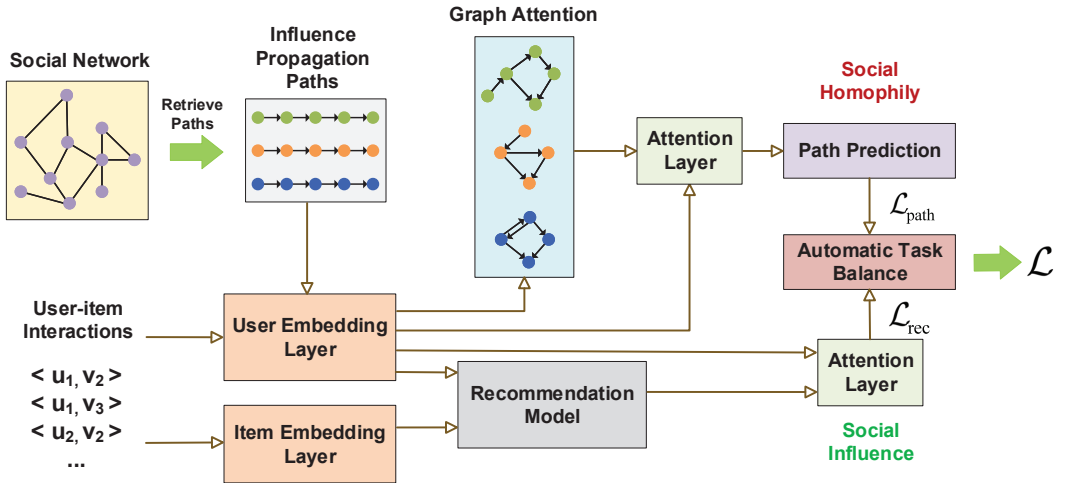 Social Network
Retrieve
Paths
Influence
Propagation
Paths
Graph Attention
Attention
Layer
Social
Homophily
Path Prediction
ℒpath
Automatic Task
Balance
ℒ
ℒrec
User-item
Interactions
< u₁, v₂ >
< u₁, v₃ >
< u₂, v₂ >
...
User Embedding
Layer
Item Embedding
Layer
Recommendation
Model
Attention
Layer
Social
Influence